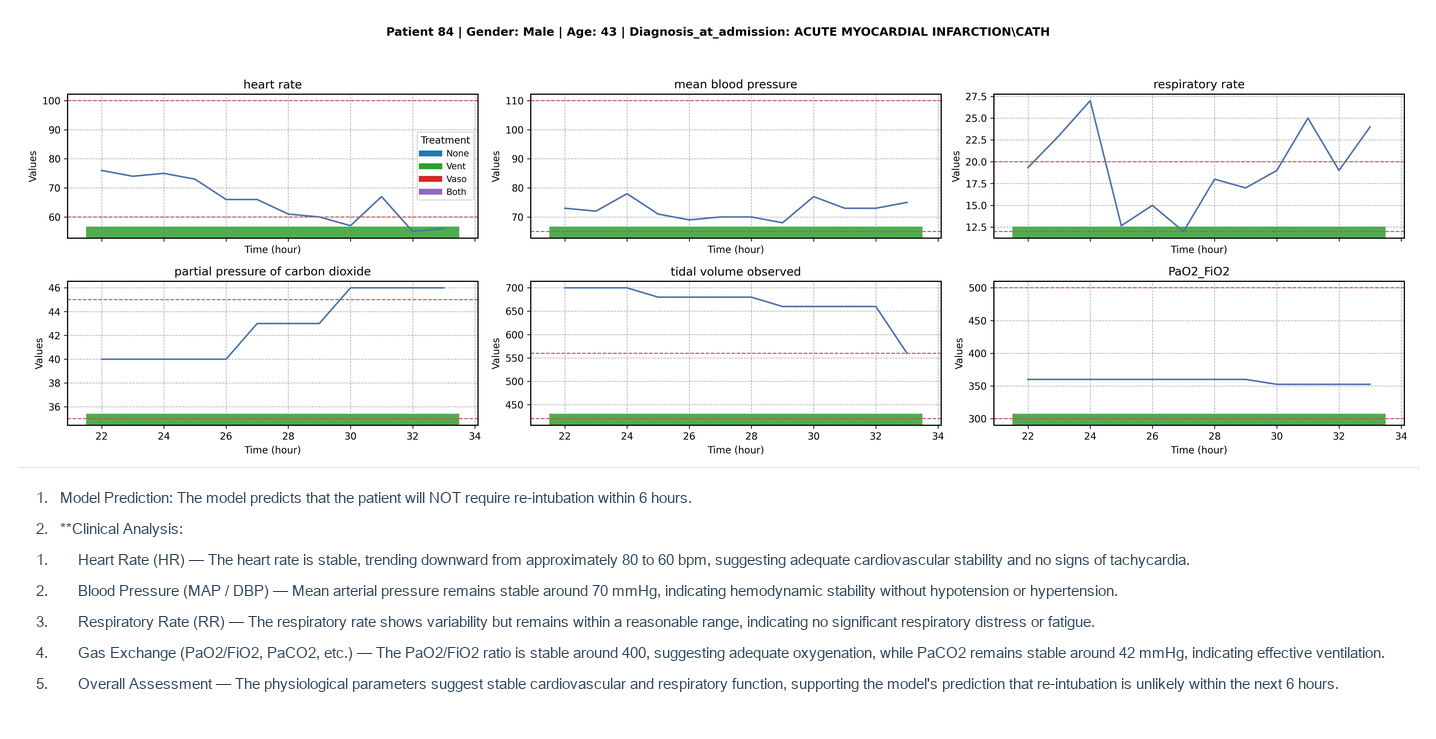 Patient 84 | Gender: Male | Age: 43 | Diagnosis_at_admission: ACUTE MYOCARDIAL INFARCTION\CATH
heart rate
100
90
80
70
60
Values
Time (hour)
Treatment
None
Vent
Vaso
Both
mean blood pressure
110
100
90
80
70
Values
Time (hour)
respiratory rate
27.5
25.0
22.5
20.0
17.5
15.0
12.5
Values
Time (hour)
partial pressure of carbon dioxide
46
44
42
40
38
36
Values
22 24 26 28 30 32 34
Time (hour)
tidal volume observed
700
650
600
550
500
450
Values
22 24 26 28 30 32 34
Time (hour)
PaO2_FiO2
500
450
400
350
300
Values
22 24 26 28 30 32 34
Time (hour)
1. Model Prediction: The model predicts that the patient will NOT require re-intubation within 6 hours.
2. **Clinical Analysis:
1. Heart Rate (HR) — The heart rate is stable, trending downward from approximately 80 to 60 bpm, suggesting adequate cardiovascular stability and no signs of tachycardia.
2. Blood Pressure (MAP / DBP) — Mean arterial pressure remains stable around 70 mmHg, indicating hemodynamic stability without hypotension or hypertension.
3. Respiratory Rate (RR) — The respiratory rate shows variability but remains within a reasonable range, indicating no significant respiratory distress or fatigue.
4. Gas Exchange (PaO2/FiO2, PaCO2, etc.) — The PaO2/FiO2 ratio is stable around 400, suggesting adequate oxygenation, while PaCO2 remains stable around 42 mmHg, indicating effective ventilation.
5. Overall Assessment — The physiological parameters suggest stable cardiovascular and respiratory function, supporting the model's prediction that re-intubation is unlikely within the next 6 hours.